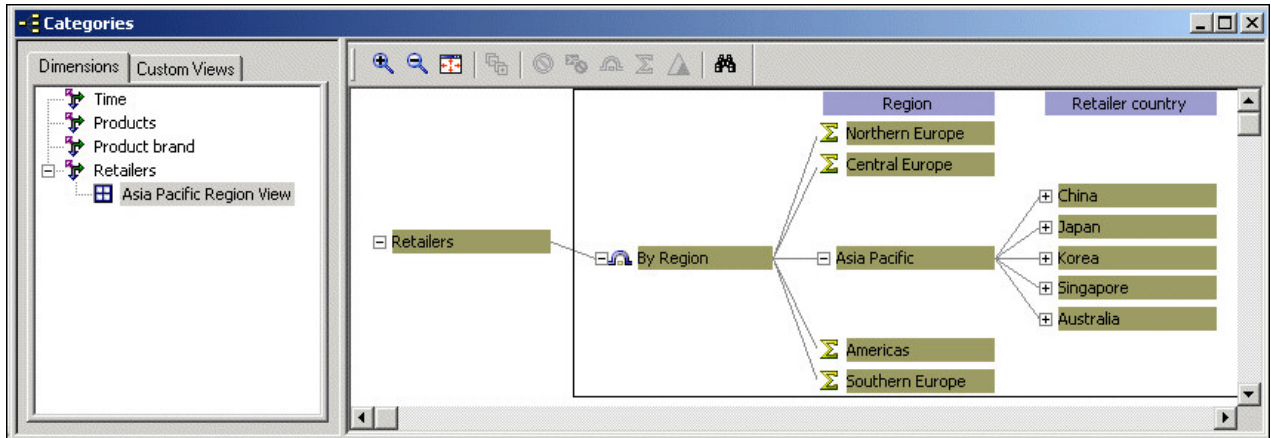 Categories
Dimensions
Custom Views
Time
Products
Product brand
Retailers
Asia Pacific Region View
Region
Retailer country
Northern Europe
Central Europe
China
Japan
Retailers
By Region
Asia Pacific
Korea
Singapore
Australia
Americas
Southern Europe